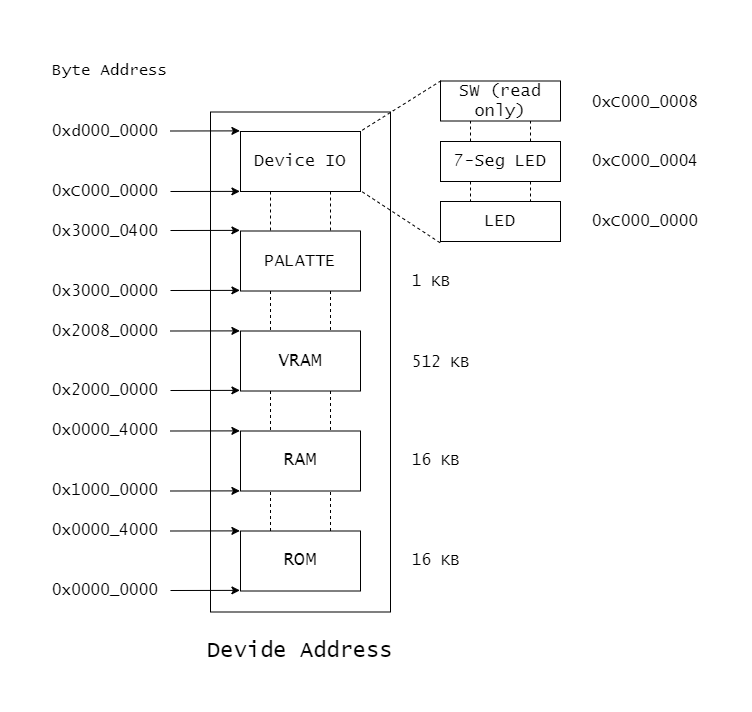 Byte Address
SW (read
only)
0xC000_0008
0xd000_0000
Device IO
7-Seg LED
0xC000_0004
0xC000_0000
LED
0xC000_0000
0x3000_0400
PALATTE
1 KB
0x3000_0000
0x2008_0000
VRAM
512 KB
0x2000_0000
0x0000_4000
RAM
16 KB
0x1000_0000
0x0000_4000
ROM
16 KB
0x0000_0000
Devide Address